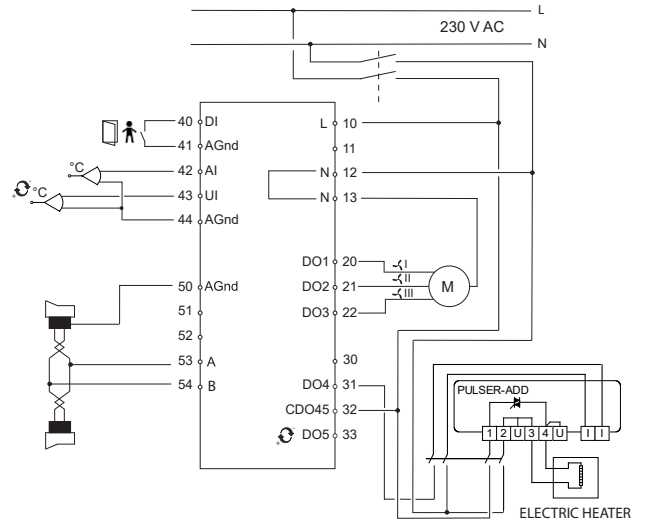 L
230 V AC
N
40 DI
L 10
41 AGnd
11
°C
42 AI
N 12
°C
43 UI
N 13
44 AGnd
DO1 20
I
50 AGnd
DO2 21
II
M
51
DO3 22
III
52
53 A
30
54 B
DO4 31
PULSER-ADD
CDO45 32
1 2 U 3 4 U I I
DO5 33
ELECTRIC HEATER